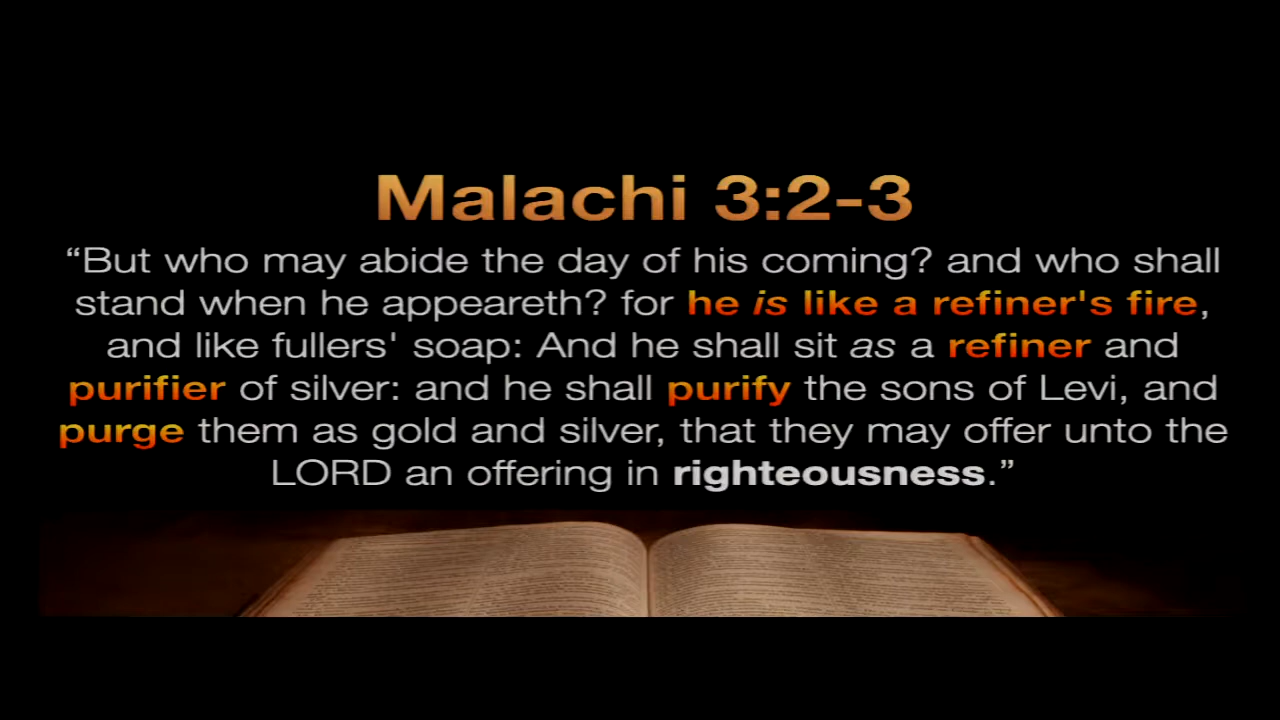 Malachi 3:2-3
“But who may abide the day of his coming? and who shall
stand when he appeareth? for he is like a refiner's fire,
and like fullers' soap: And he shall sit as a refiner and
purifier of silver: and he shall purify the sons of Levi, and
purge them as gold and silver, that they may offer unto the
LORD an offering in righteousness.”